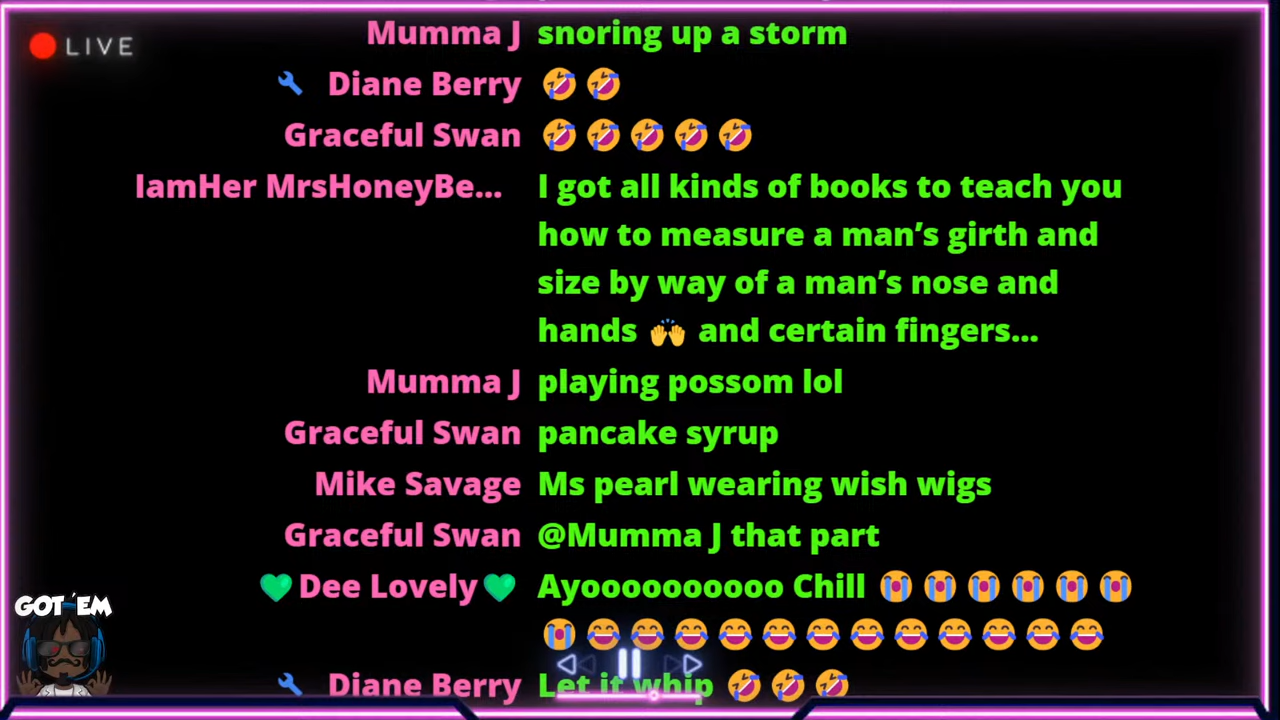 LIVE
Mumma J snoring up a storm
Diane Berry 🤣🤣
Graceful Swan 🤣🤣🤣🤣🤣
IamHer MrsHoneyBe... I got all kinds of books to teach you
how to measure a man’s girth and
size by way of a man’s nose and
hands 🙌 and certain fingers...
Mumma J playing possom lol
Graceful Swan pancake syrup
Mike Savage Ms pearl wearing wish wigs
Graceful Swan @Mumma J that part
💚Dee Lovely💚 Ayoooooooooo Chill 😭😭😭😭😭😭
😭😂😂😂😂😂😂😂😂😂😂😂😂
Diane Berry Let it whip 🤣🤣🤣
GOT 'EM